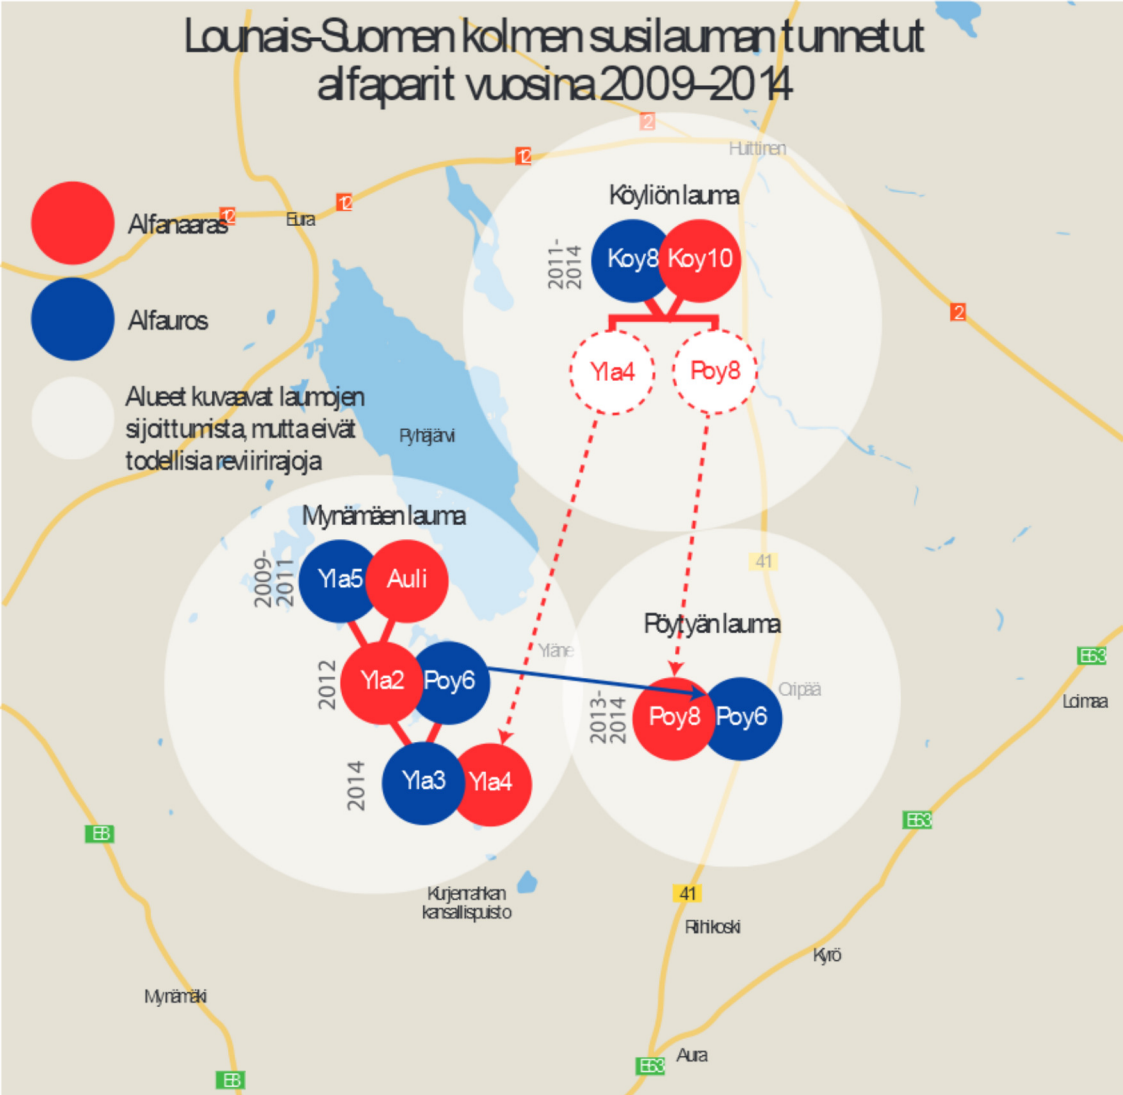 Lounais-Suomen kolmen susilauman tunnetut
alfaparit vuosina 2009–2014
2
12
Huittinen
Köyliön lauma
12
12
Alfanaaras
Eura
2011-
2014
Koy8
Koy10
2
Alfauros
Yla4
Poy8
Alueet kuvaavat laumojen
sijoittumista, mutta eivät
todellisia reviirirajoja
Pyhäjärvi
Mynämäen lauma
2009-
2011
Yla5
Auli
41
Pöytyän lauma
Yläne
2012
Yla2
Poy6
E63
Loimaa
Oripää
2013-
2014
Poy8
Poy6
2014
Yla3
Yla4
E8
E63
Kurjenrahkan
kansallispuisto
41
Riihikoski
Kyrö
Mynämäki
Aura
E63
E8